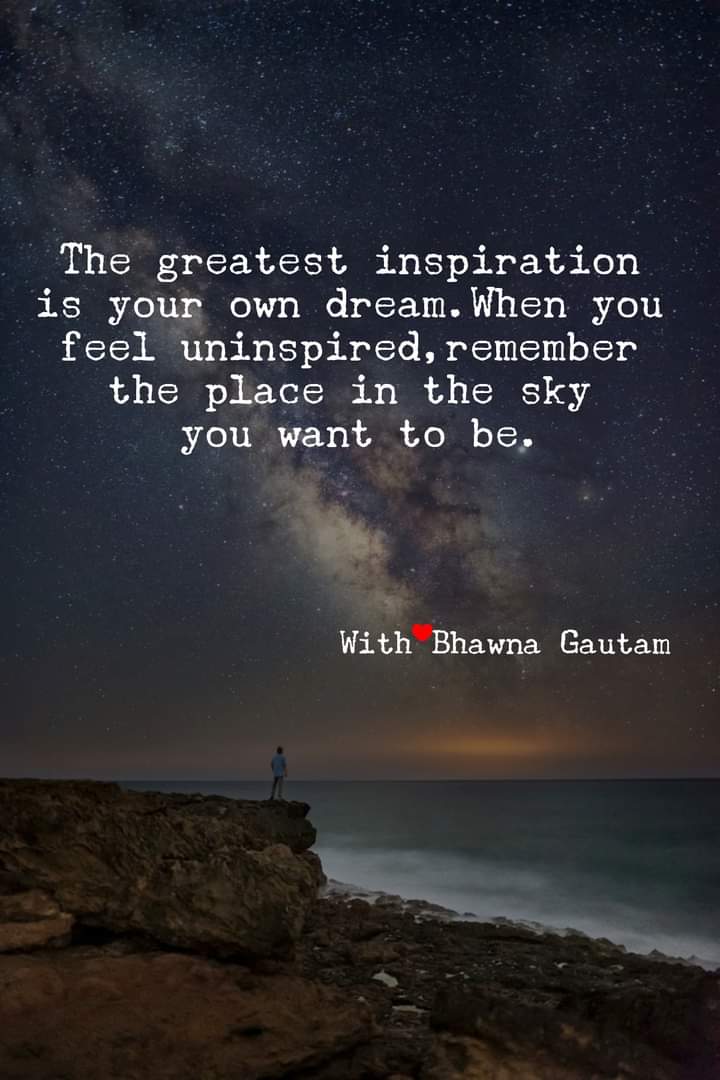 The greatest inspiration
is your own dream.When you
feel uninspired,remember
the place in the sky
you want to be.
With❤Bhawna Gautam